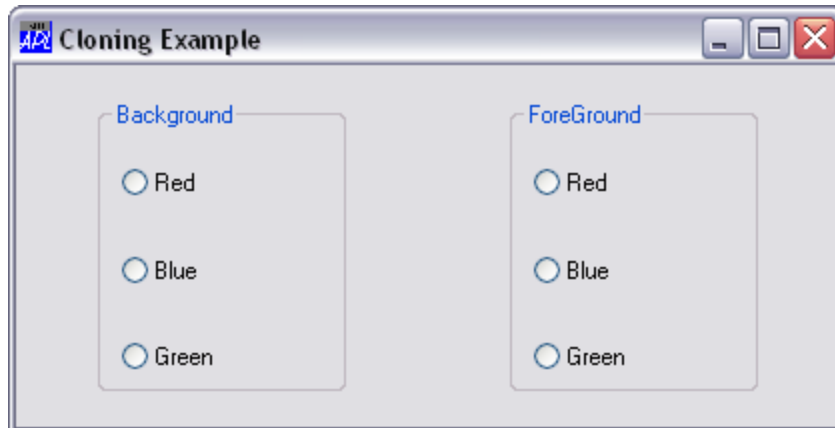 Cloning Example
Background
ForeGround
Red
Red
Blue
Blue
Green
Green